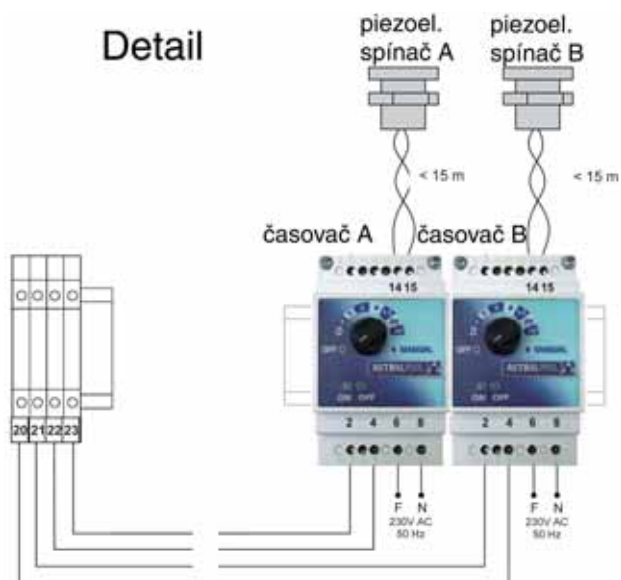 Detail
piezoel.
spínač A
piezoel.
spínač B
< 15 m
< 15 m
časovač A
časovač B
14 15
14 15
OFF
MANUAL
ASTRALPOOL
ON OFF
OFF
MANUAL
ASTRALPOOL
ON OFF
2 4 6 8
2 4 6 8
20 21 22 23
F N
230V AC
50 Hz
F N
230V AC
50 Hz